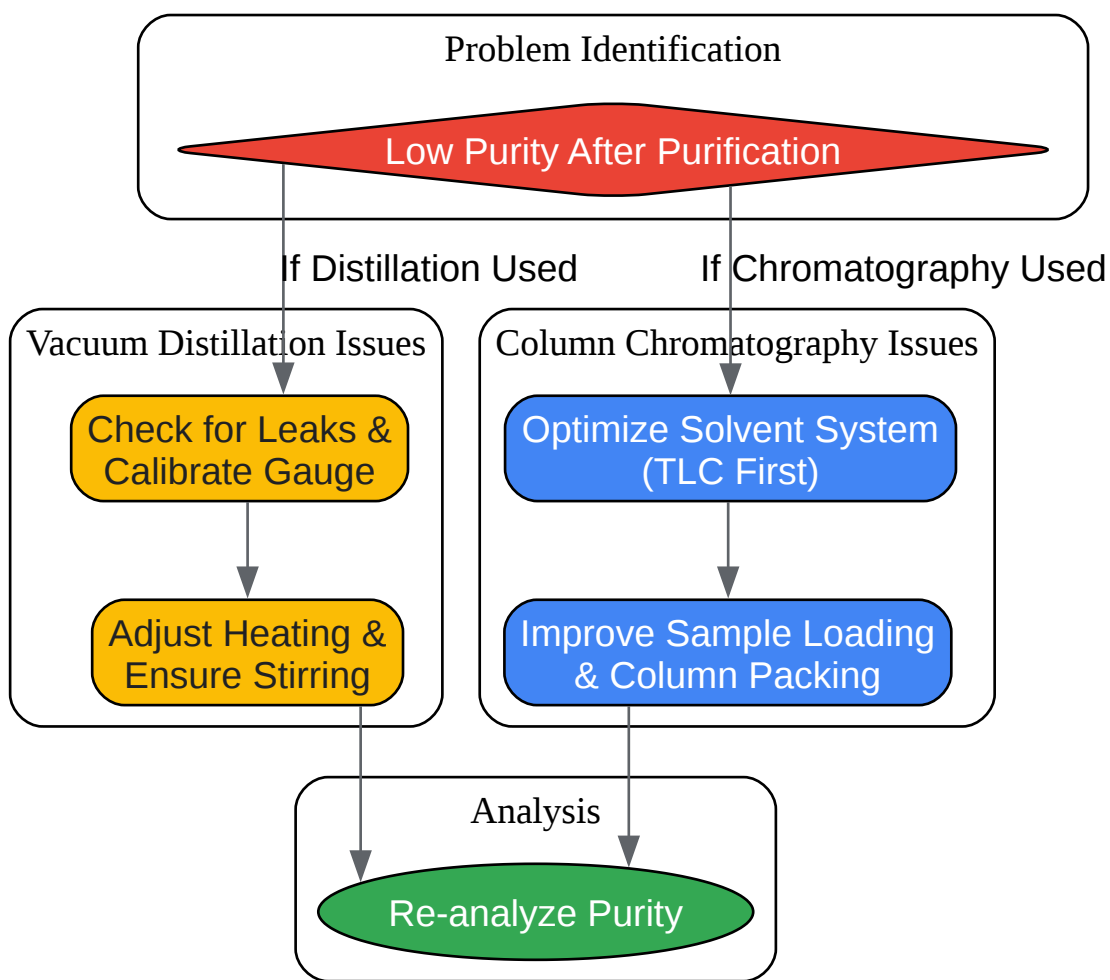 Problem Identification
Low Purity After Purification
If Distillation Used
If Chromatography Used
Vacuum Distillation Issues
Check for Leaks &
Calibrate Gauge
Adjust Heating &
Ensure Stirring
Column Chromatography Issues
Optimize Solvent System
(TLC First)
Improve Sample Loading
& Column Packing
Analysis
Re-analyze Purity